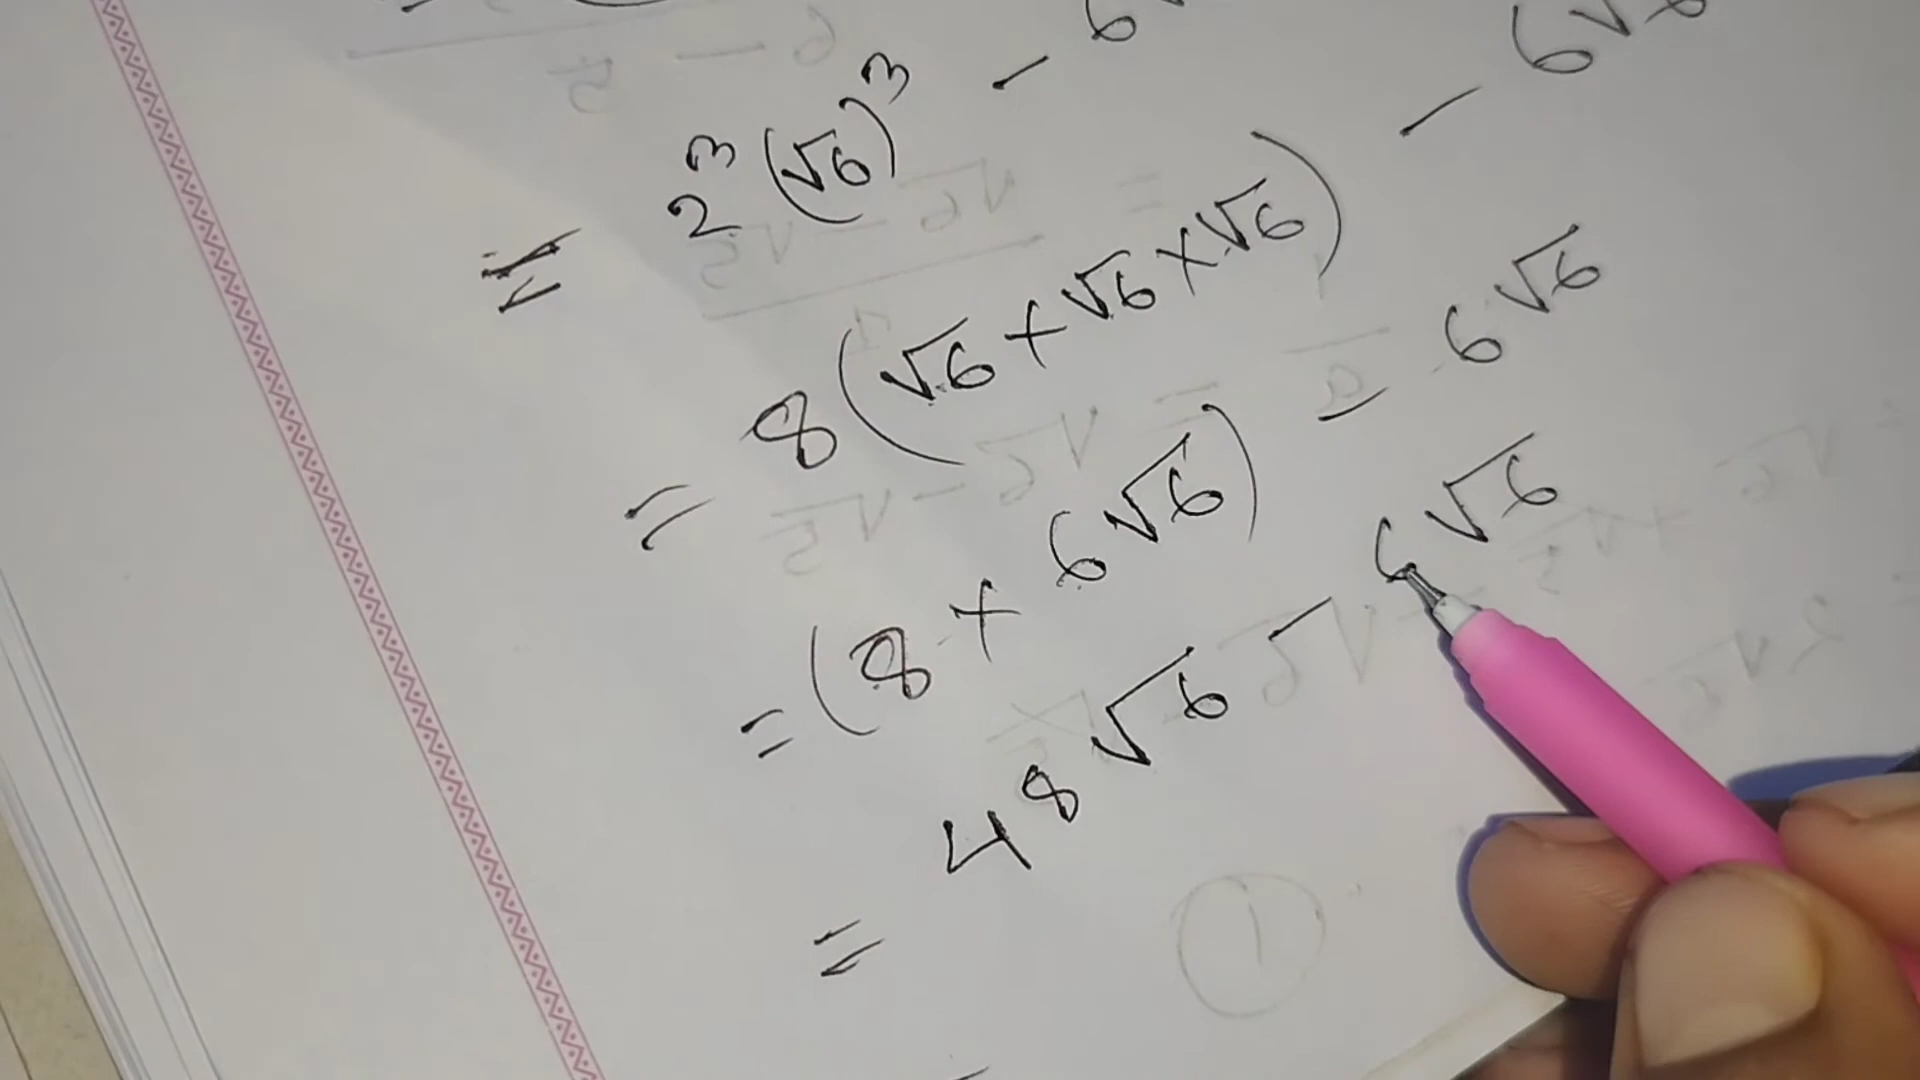 = 2³ (√6)³ - 6√
= 8 (√6 × √6 × √6) - 6√6
= (8 × 6√6) - 6√6
= 48√6 - 6√6
=